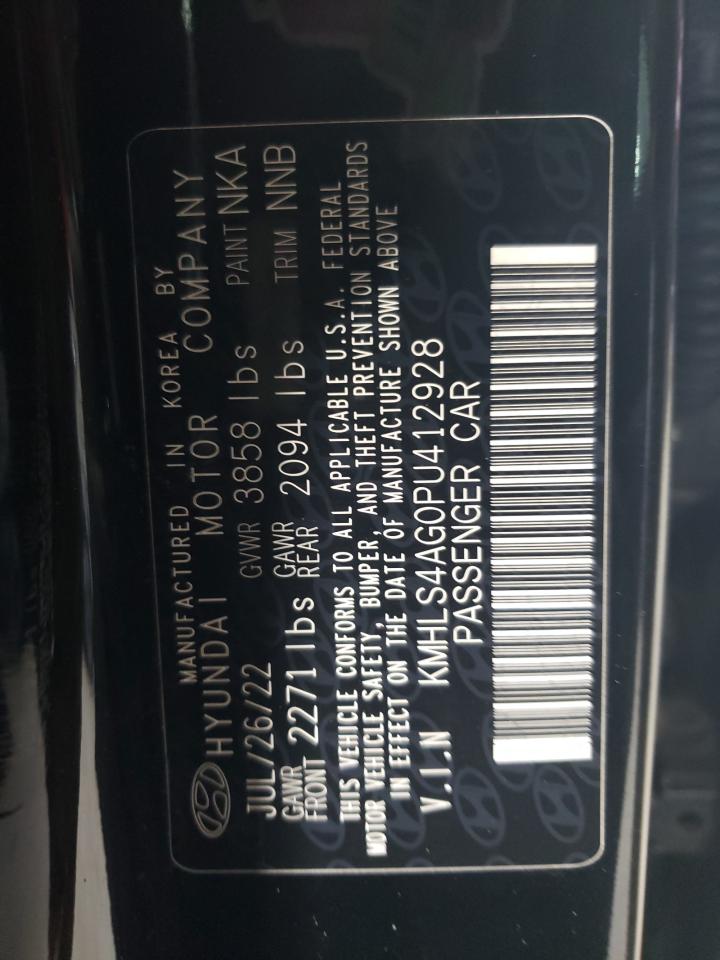 MANUFACTURED IN KOREA BY
HYUNDAI MOTOR COMPANY
JUL/26/22 GVWR 3858 lbs PAINT NKA
GAWR FRONT 2271 lbs GAWR REAR 2094 lbs TRIM NNB
THIS VEHICLE CONFORMS TO ALL APPLICABLE U.S.A. FEDERAL
MOTOR VEHICLE SAFETY, BUMPER, AND THEFT PREVENTION STANDARDS
IN EFFECT ON THE DATE OF MANUFACTURE SHOWN ABOVE
V.I.N KMHLS4AG0PU412928
PASSENGER CAR